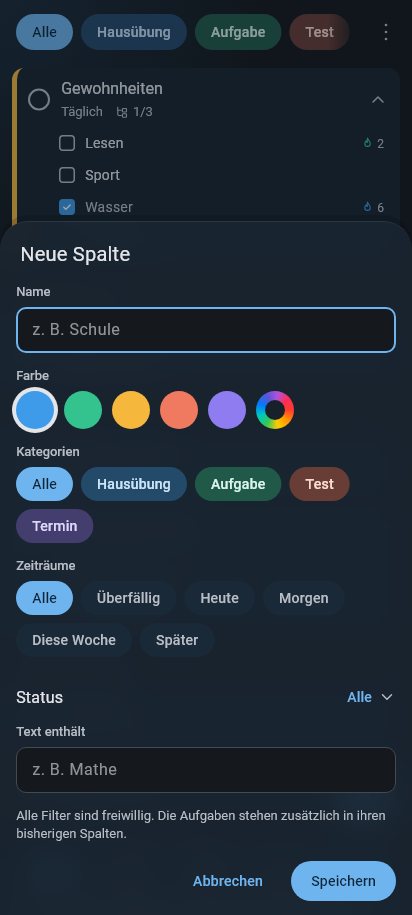 Alle Hausübung Aufgabe Test
Gewohnheiten
Täglich 1/3
Lesen 2
Sport
Wasser 6
Neue Spalte
Name
z. B. Schule
Farbe
Kategorien
Alle Hausübung Aufgabe Test
Termin
Zeiträume
Alle Überfällig Heute Morgen
Diese Woche Später
Status Alle
Text enthält
z. B. Mathe
Alle Filter sind freiwillig. Die Aufgaben stehen zusätzlich in ihren
bisherigen Spalten.
Abbrechen Speichern